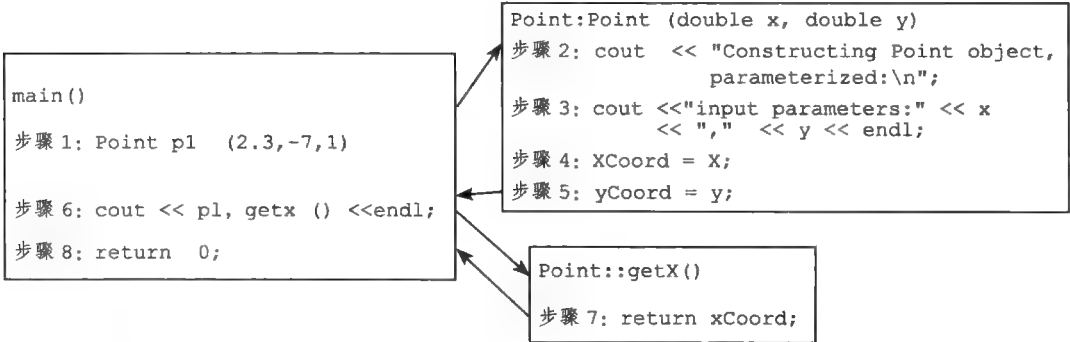 main()
步骤 1: Point p1 (2.3,-7,1)
步骤 6: cout << p1, getx () <<endl;
步骤 8: return 0;
Point:Point (double x, double y)
步骤 2: cout << "Constructing Point object,
parameterized:\n";
步骤 3: cout <<"input parameters:" << x
<< "," << y << endl;
步骤 4: XCoord = X;
步骤 5: yCoord = y;
Point::getX()
步骤 7: return xCoord;